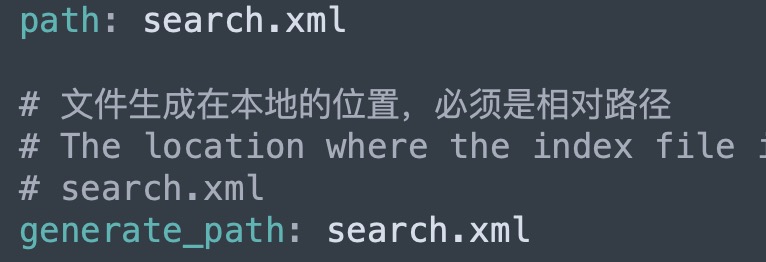 path: search.xml
# 文件生成在本地的位置，必须是相对路径
# The location where the index file
# search.xml
generate_path: search.xml